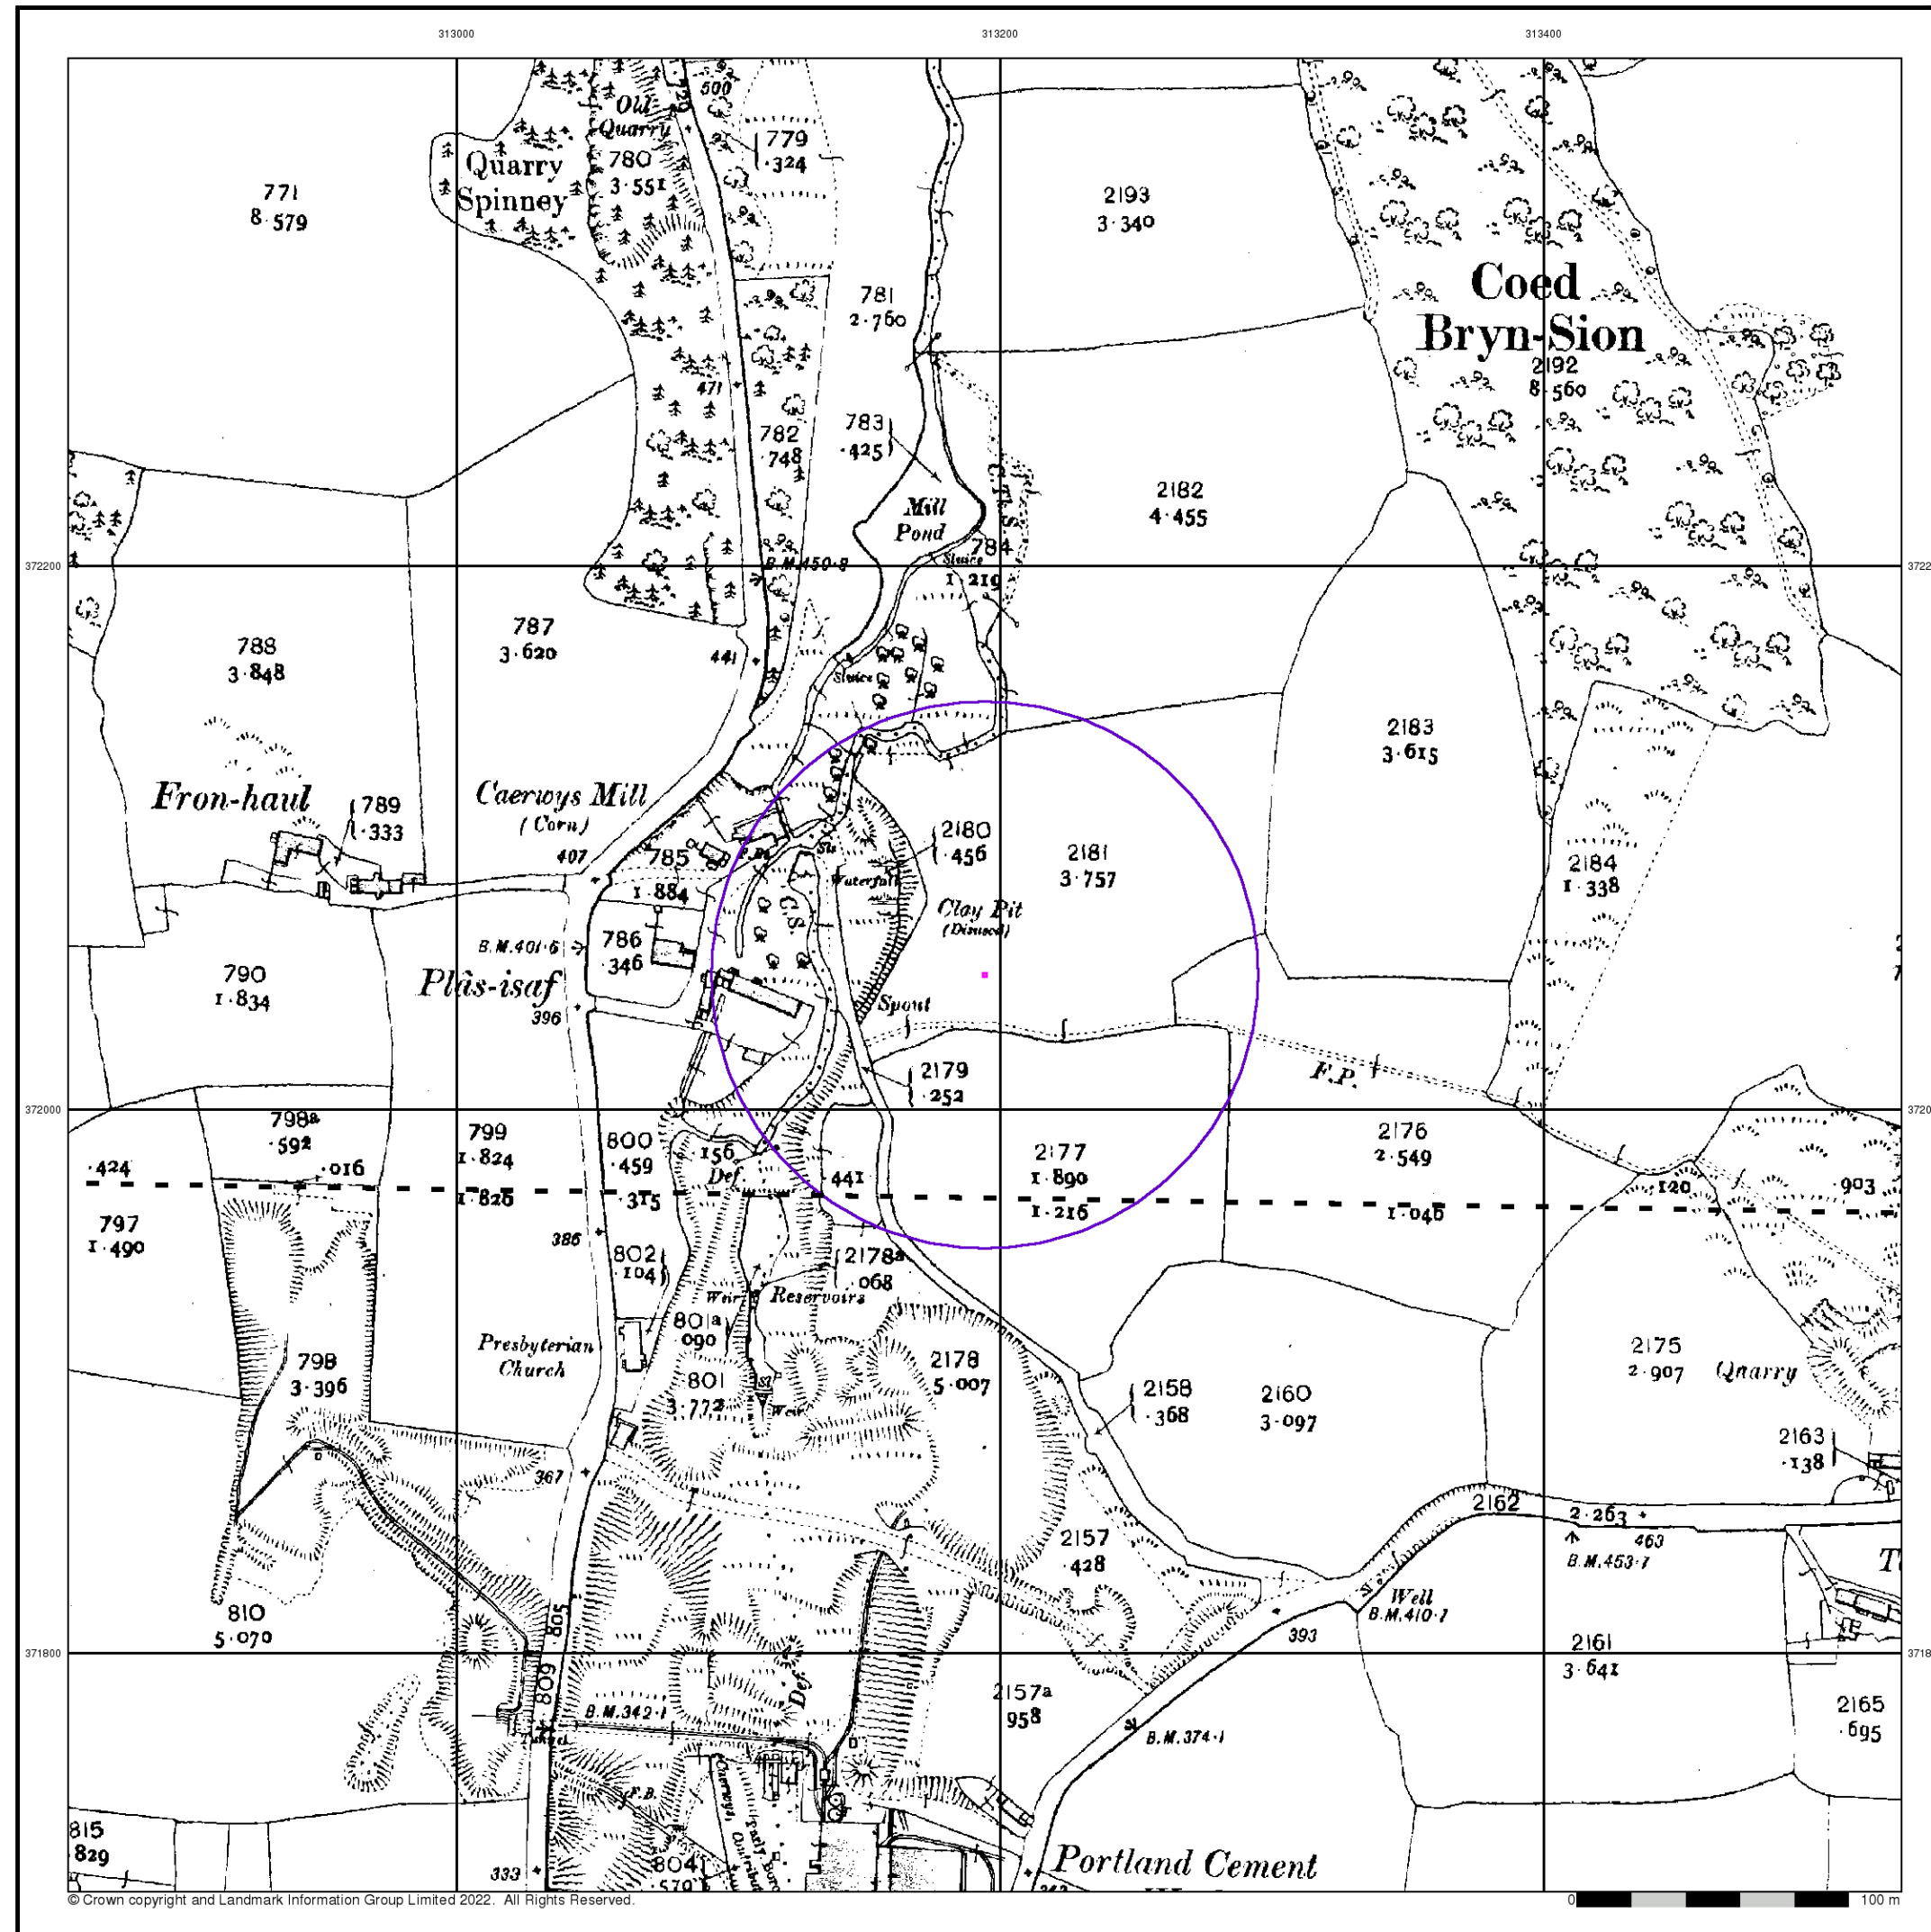 313000
313200
313400
500
720
Old
Quarry
779
.324
Quarry
Spinney
780
3.551
771
8.579
2193
3.340
781
2.760
Coed
Bryn-Sion
2192
8.560
471
782
.748
783
.425
Mill
Pond
2182
4.455
784
Sluice
1.219
B.M.450.8
372200
3722
788
3.848
787
3.620
441
Sluice
2183
3.615
Fron-haul
789
.333
Caerwys Mill
(Corn)
407
785
1.884
2180
.456
2181
3.757
2184
1.338
Waterfall
C.S.
Clay Pit
(Disused)
B.M.401.6
786
.346
790
1.834
Plâs-isaf
396
Spout
2179
.252
F.P.
372000
3720
798a
.592
.424
.016
799
1.824
1.826
800
.459
.315
.156
Def.
.441
2177
1.890
1.216
2176
2.549
1.046
.120
.903
797
1.490
386
802
.104
2178a
.068
Weir
Reservoirs
801a
.090
Presbyterian
Church
2178
5.007
2175
2.907
Quarry
798
3.396
801
3.772
Sl.
Weir
2158
.368
2160
3.097
2163
.138
367
2162
2.263
463
B.M.453.7
2157
.428
Well
B.M.410.7
393
810
5.070
805
2161
3.641
371800
3718
809
Def.
2157a
958
2165
.695
B.M.342.1
B.M.374.1
F.B.
815
829
333
804
.570
Portland Cement
© Crown copyright and Landmark Information Group Limited 2022. All Rights Reserved.
0
100 m